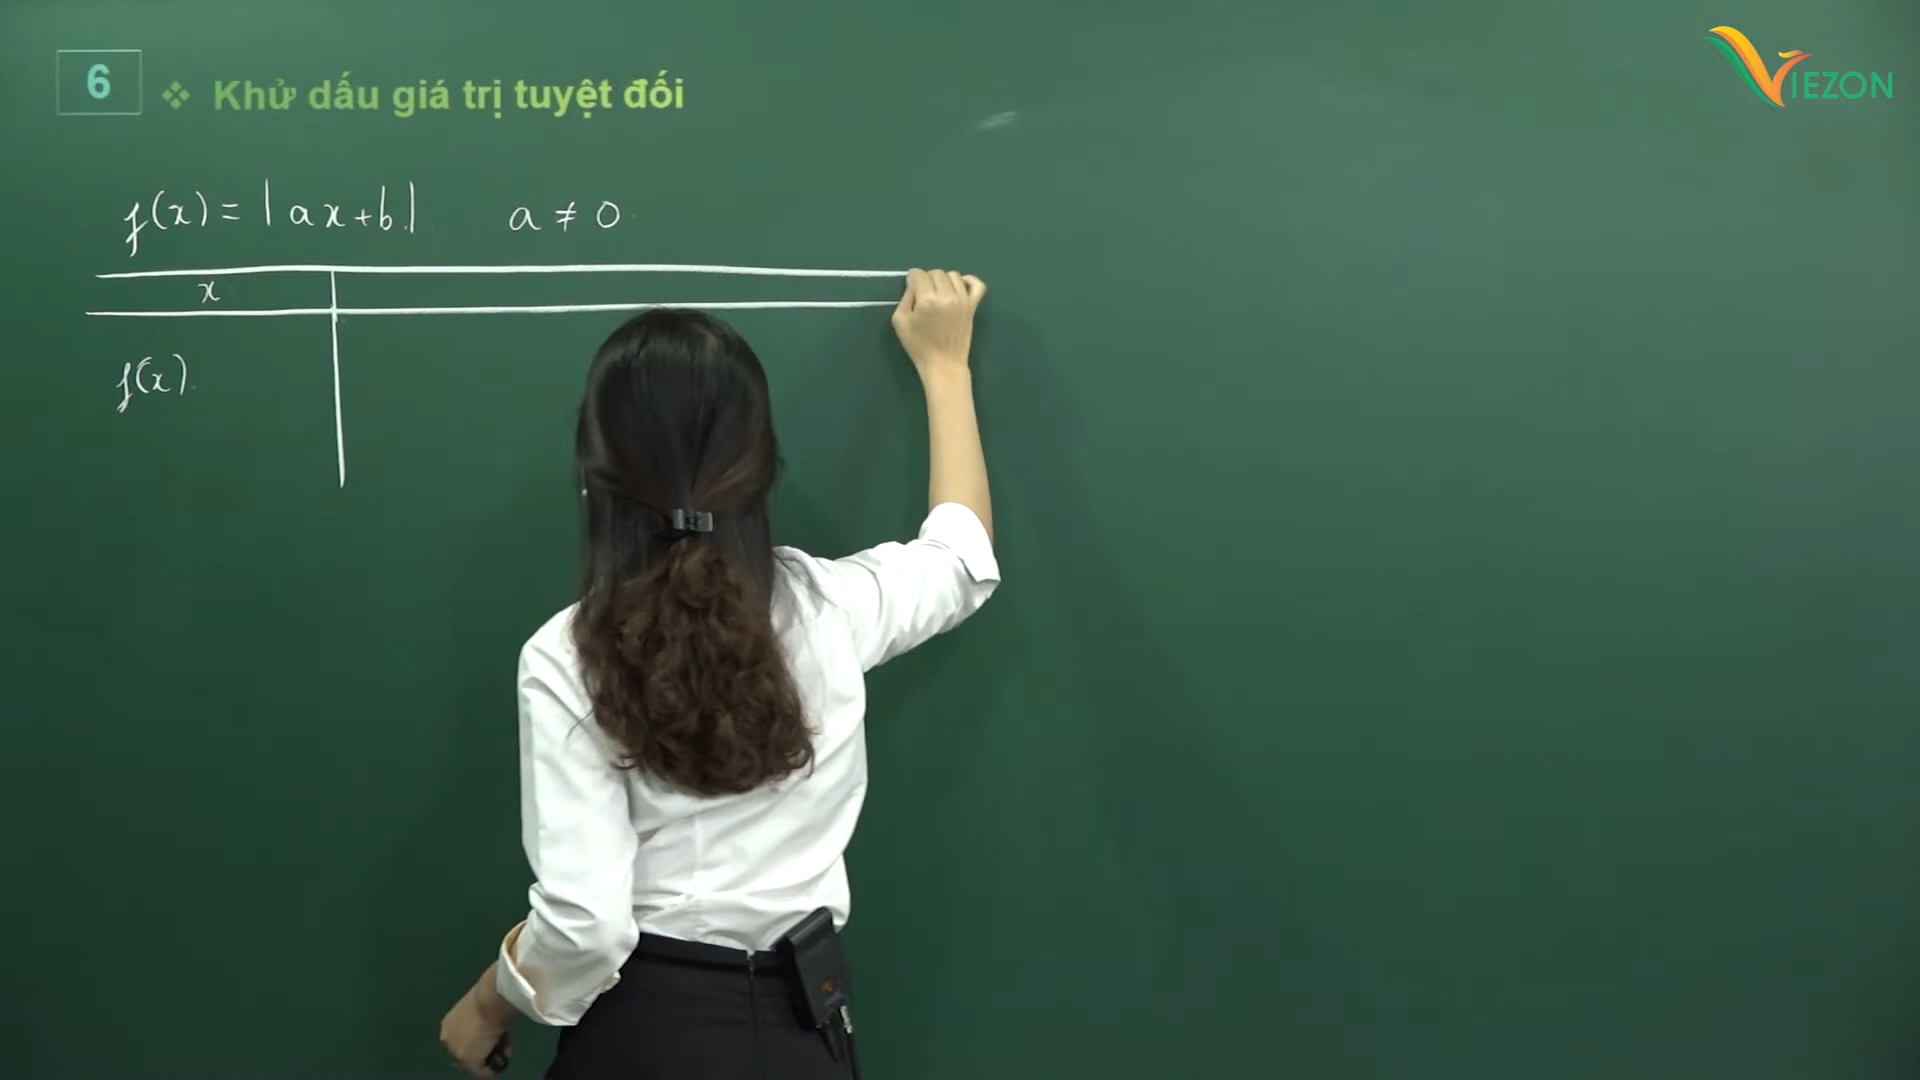 6 ❖ Khử dấu giá trị tuyệt đối
VIEZON
f(x) = |ax+b| a ≠ 0
x
f(x)